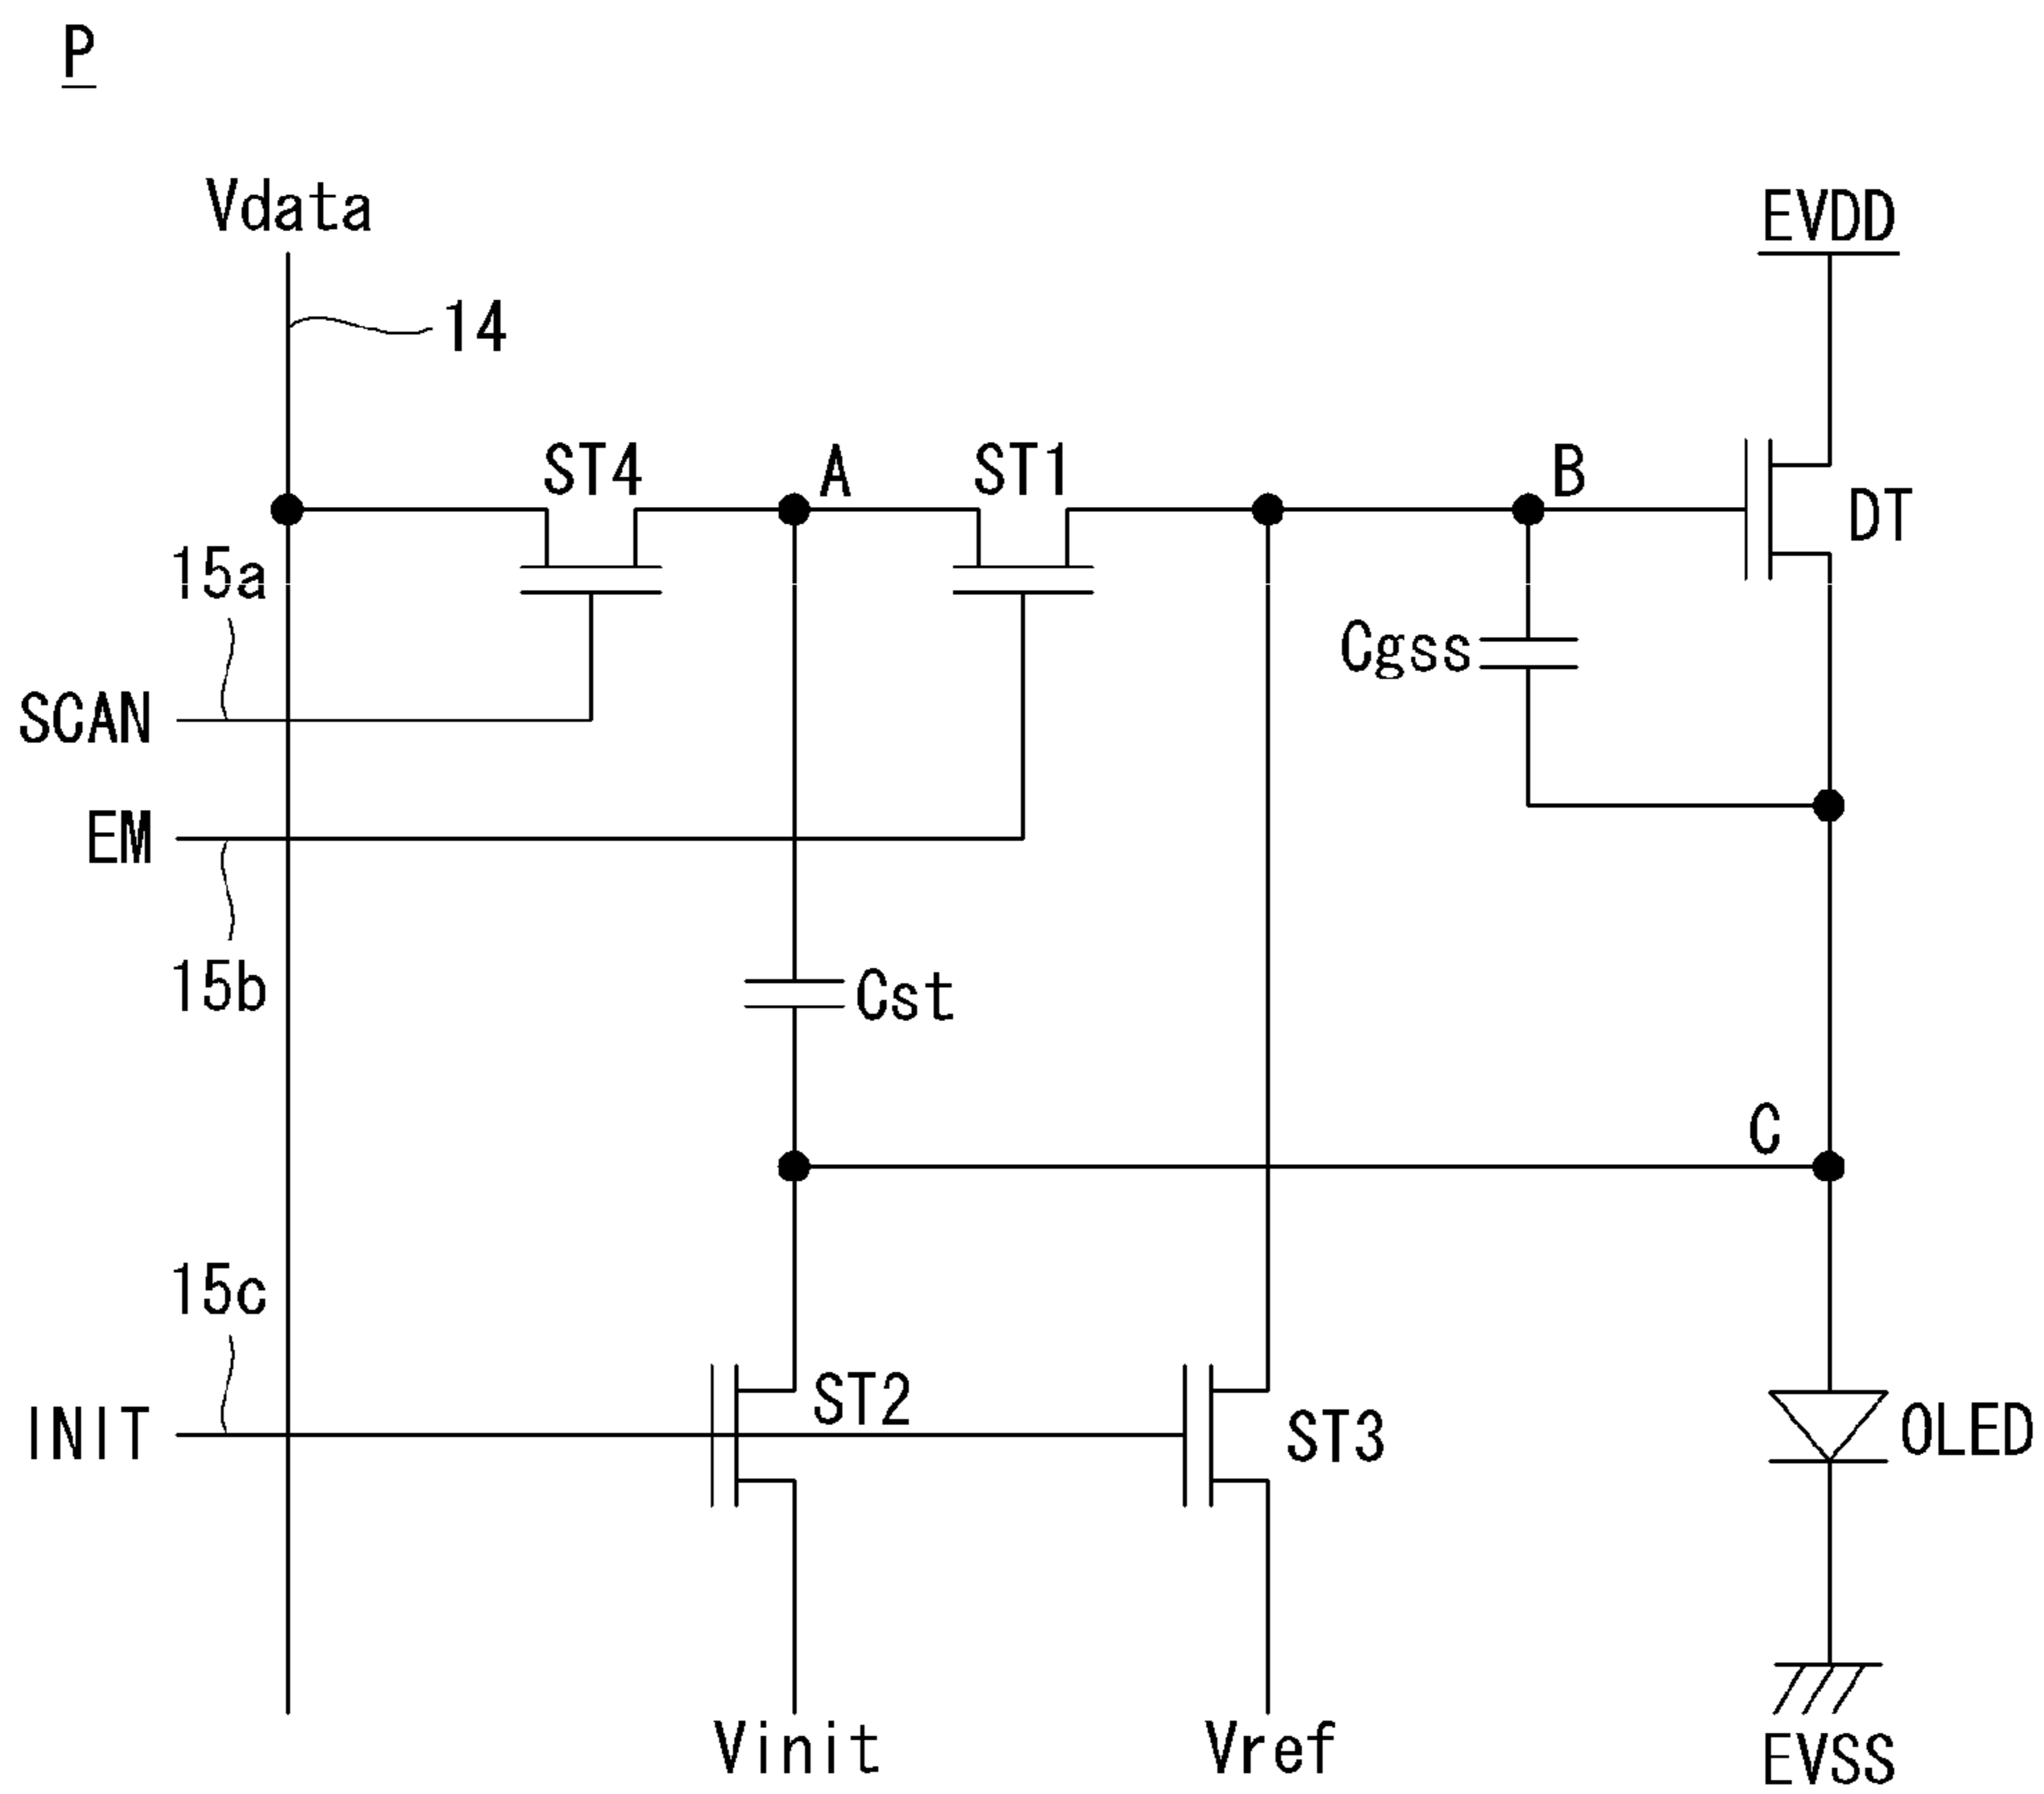 P
Vdata
EVDD
14
ST4
A
ST1
B
DT
15a
Cgss
SCAN
EM
15b
Cst
C
15c
ST2
INIT
ST3
OLED
Vinit
Vref
EVSS